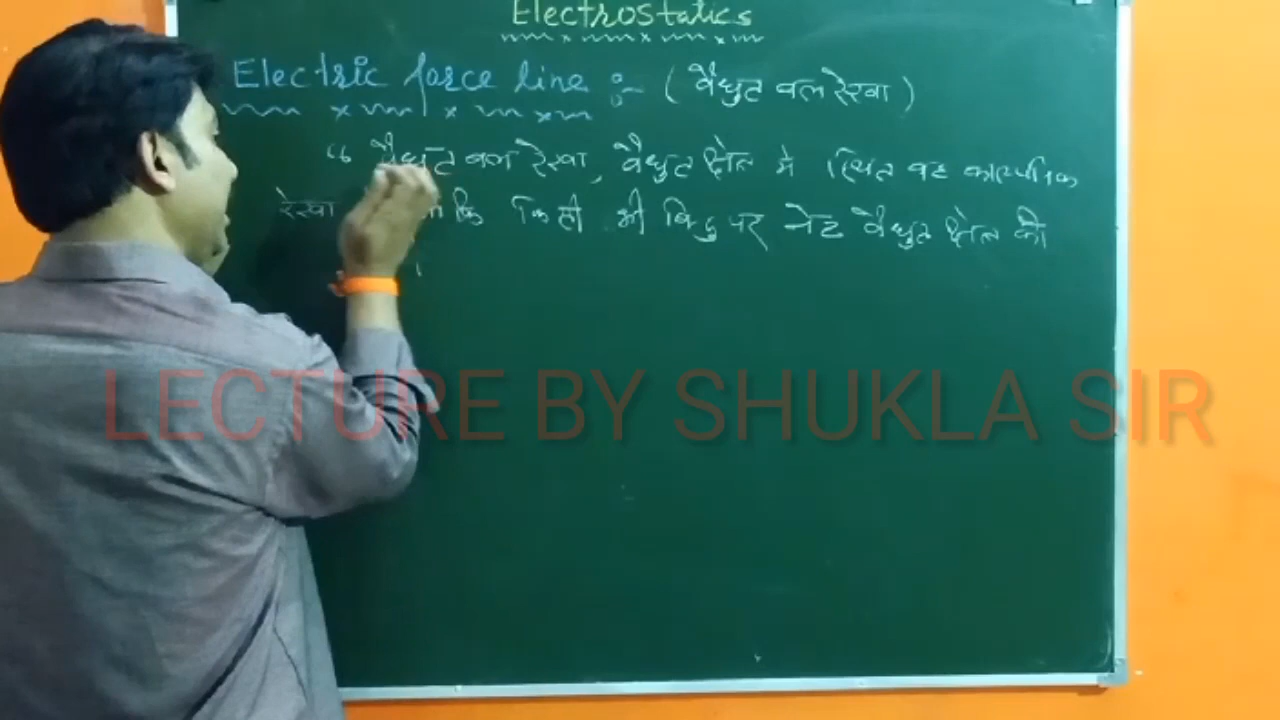 Electrostatics
Electric force line :- (वैधुत बल रेखा)
“ वैधुत बल रेखा, वैधुत क्षेत्र मे स्थित वह काल्पनिक
रेखा कि किसी भी बिंदु पर नेट वैधुत क्षेत्र की
LECTURE BY SHUKLA SIR